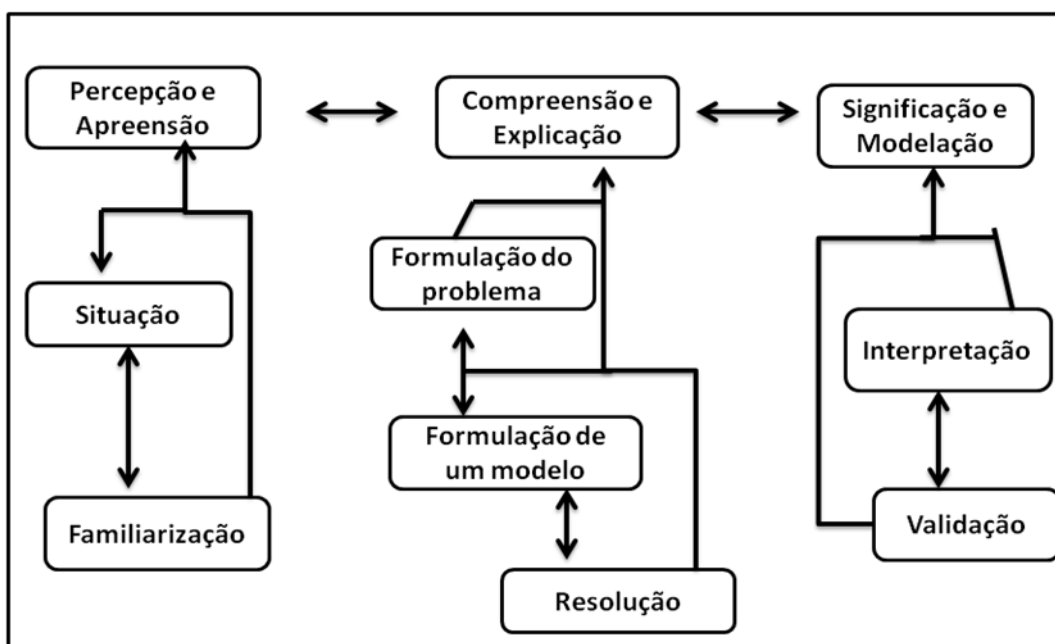 Percepção e
Apreensão
Compreensão e
Explicação
Significação e
Modelação
Formulação do
problema
Situação
Interpretação
Formulação de
um modelo
Familiarização
Validação
Resolução